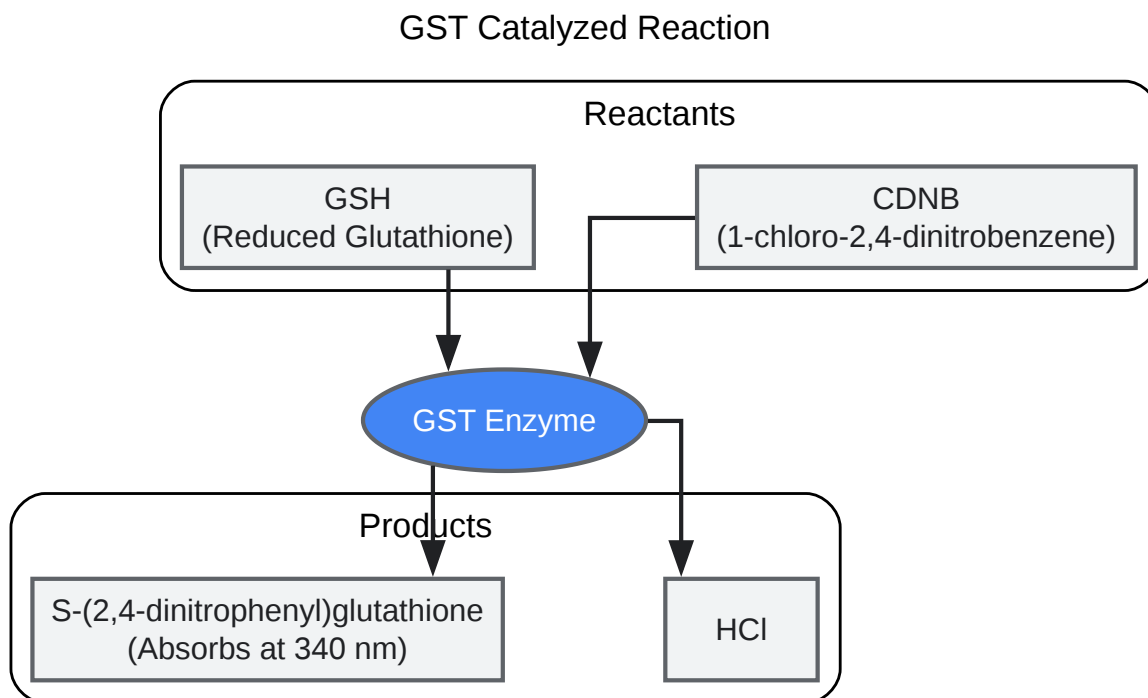 GST Catalyzed Reaction
Reactants
GSH
(Reduced Glutathione)
CDNB
(1-chloro-2,4-dinitrobenzene)
GST Enzyme
Products
S-(2,4-dinitrophenyl)glutathione
(Absorbs at 340 nm)
HCl